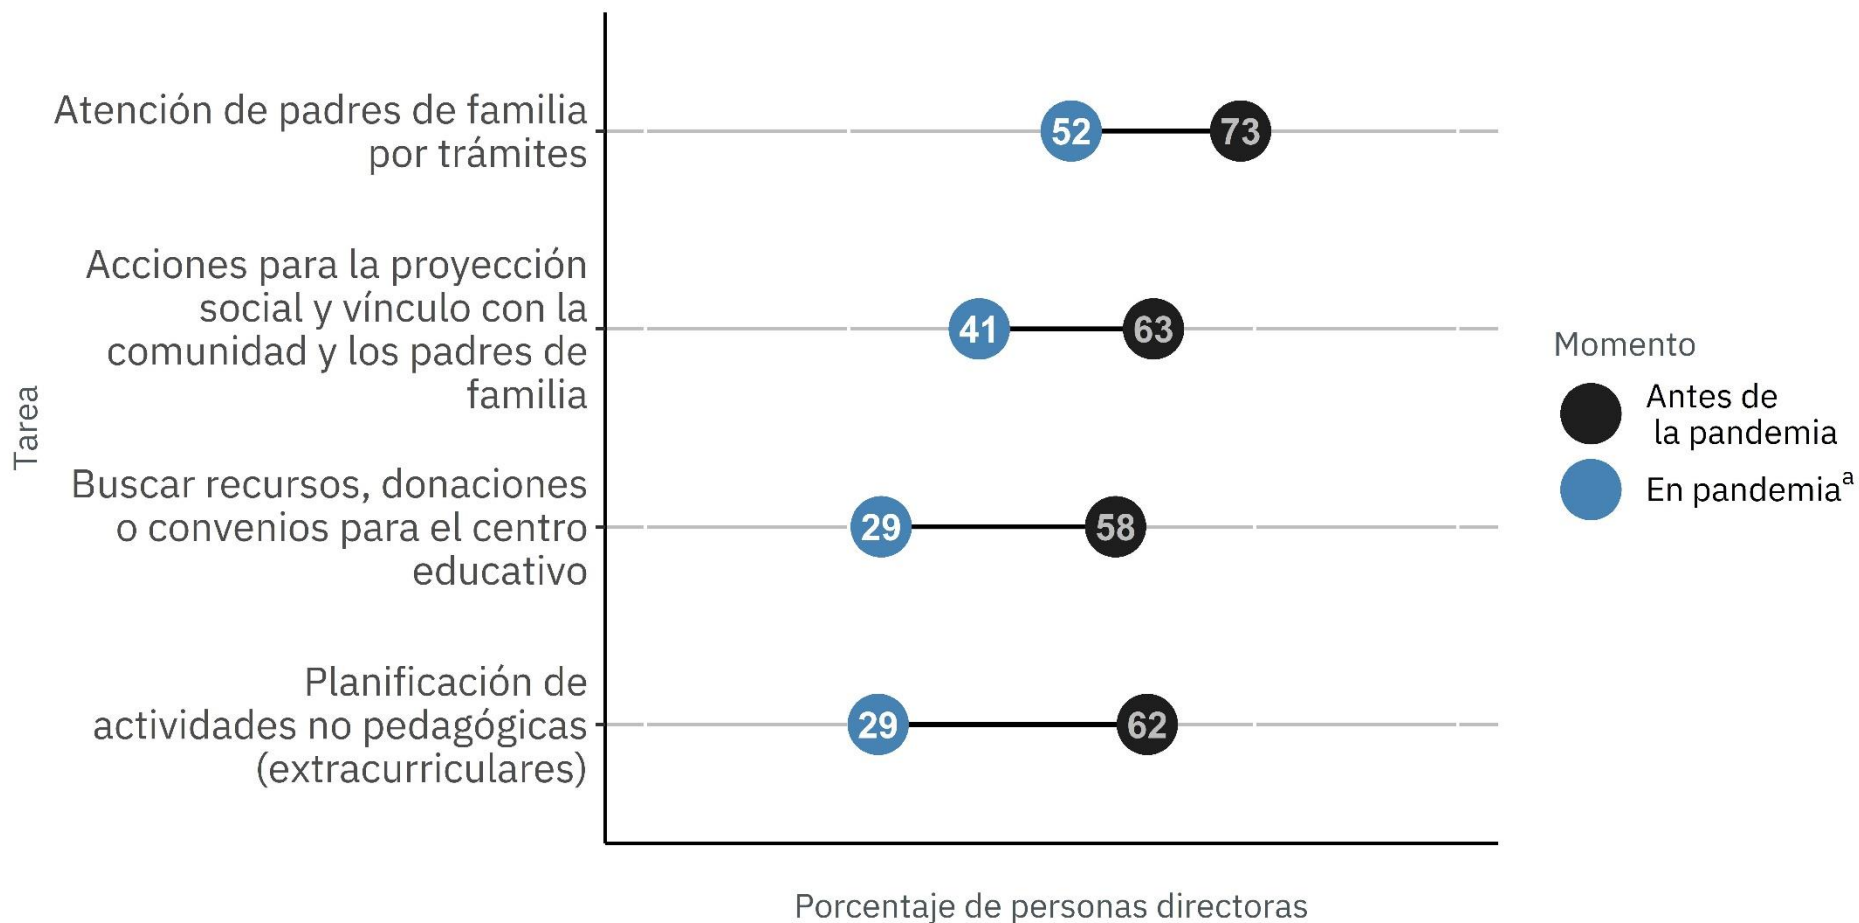 Atención de padres de familia
por trámites
52
73
Acciones para la proyección
social y vínculo con la
comunidad y los padres de
familia
41
63
Buscar recursos, donaciones
o convenios para el centro
educativo
29
58
Planificación de
actividades no pedagógicas
(extracurriculares)
29
62
Tarea
Porcentaje de personas directoras
Momento
Antes de
la pandemia
En pandemiaª